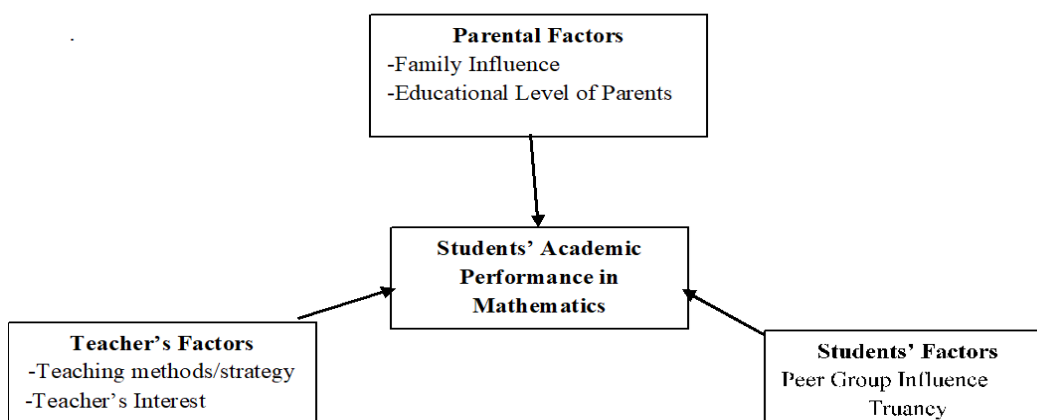 Parental Factors
-Family Influence
-Educational Level of Parents
Students’ Academic
Performance in
Mathematics
Teacher’s Factors
-Teaching methods/strategy
-Teacher’s Interest
Students’ Factors
Peer Group Influence
Truancy